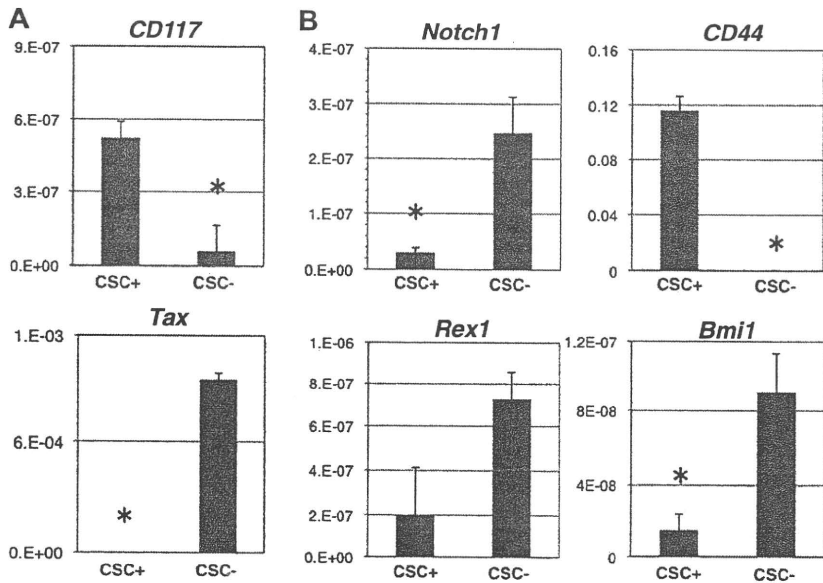 A
CD117
9.E-07
6.E-07
3.E-07
0.E+00
*
CSC+ CSC-
Tax
1.E-03
6.E-04
0.E+00
*
CSC+ CSC-
B
Notch1
4.E-07
3.E-07
2.E-07
1.E-07
0.E+00
*
CSC+ CSC-
CD44
0.16
0.12
0.08
0.04
0
*
CSC+ CSC-
Rex1
1.E-06
8.E-07
7.E-07
4.E-07
2.E-07
0.E+00
CSC+ CSC-
Bmi1
1.2E-07
8E-08
4E-08
0
*
CSC+ CSC-